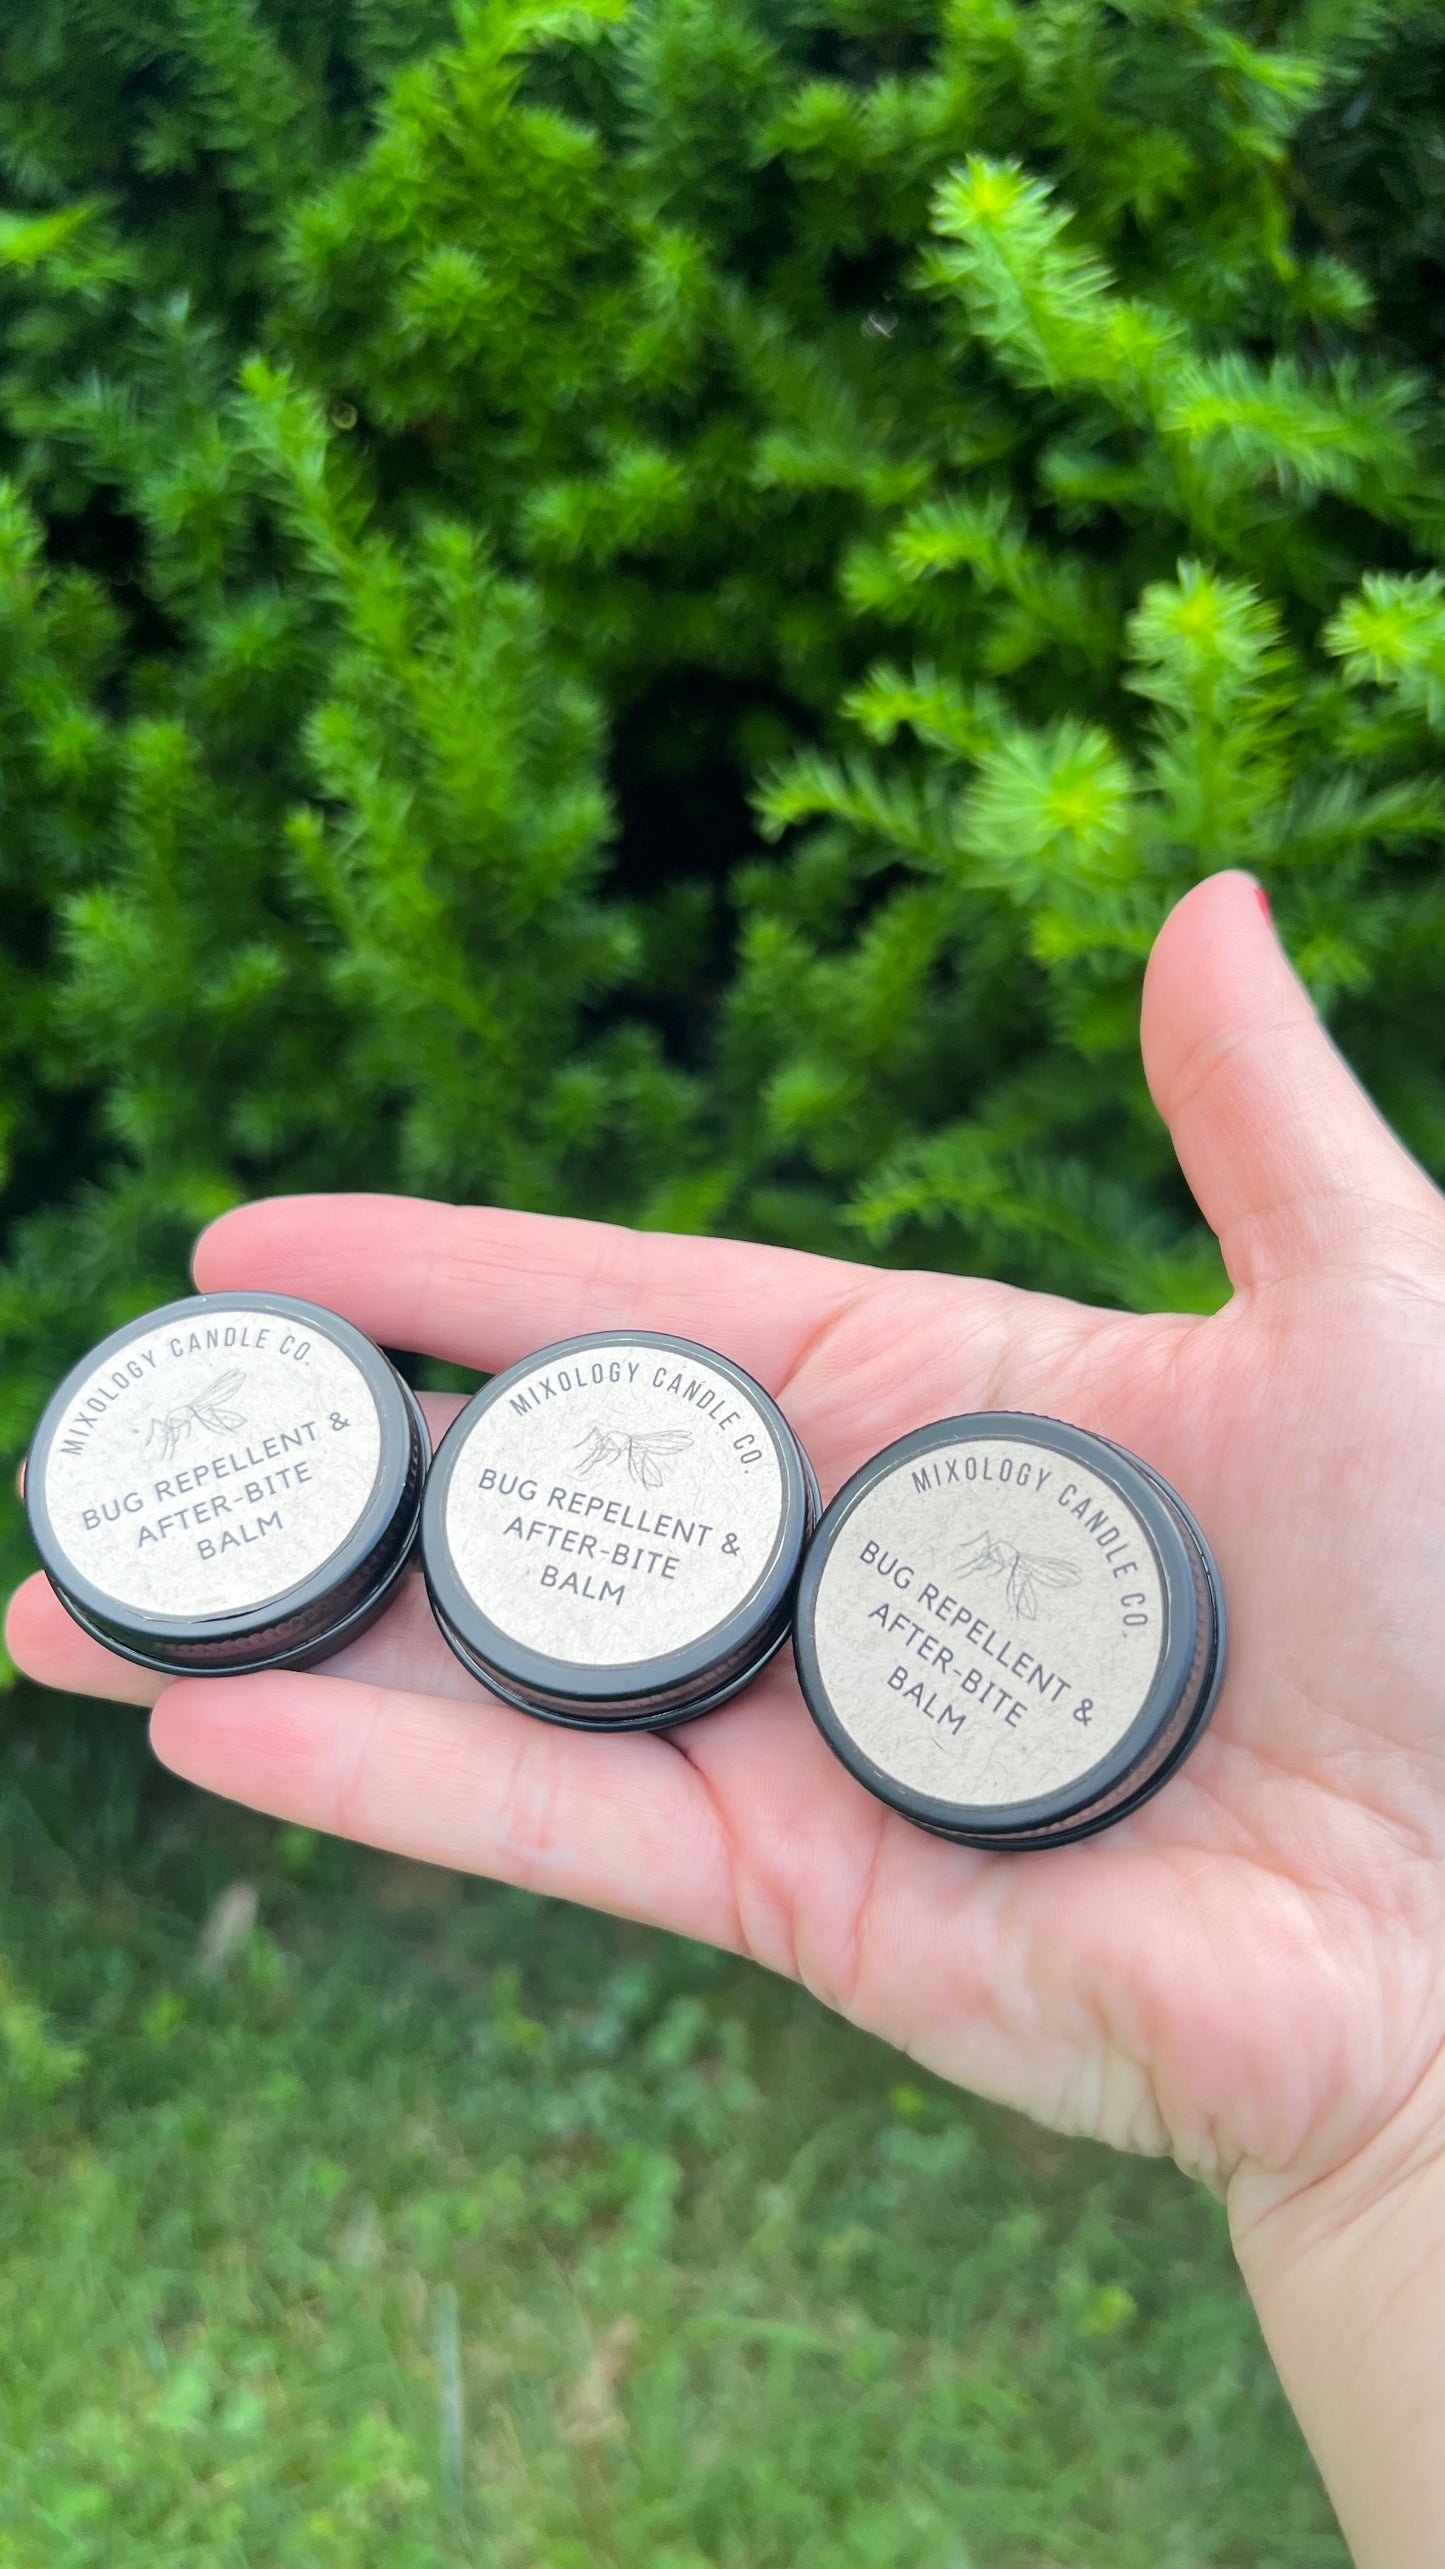 MIXOLOGY CANDLE CO.
BUG REPELLENT &
AFTER-BITE
BALM
MIXOLOGY CANDLE CO.
BUG REPELLENT &
AFTER-BITE
BALM
MIXOLOGY CANDLE CO.
BUG REPELLENT &
AFTER-BITE
BALM